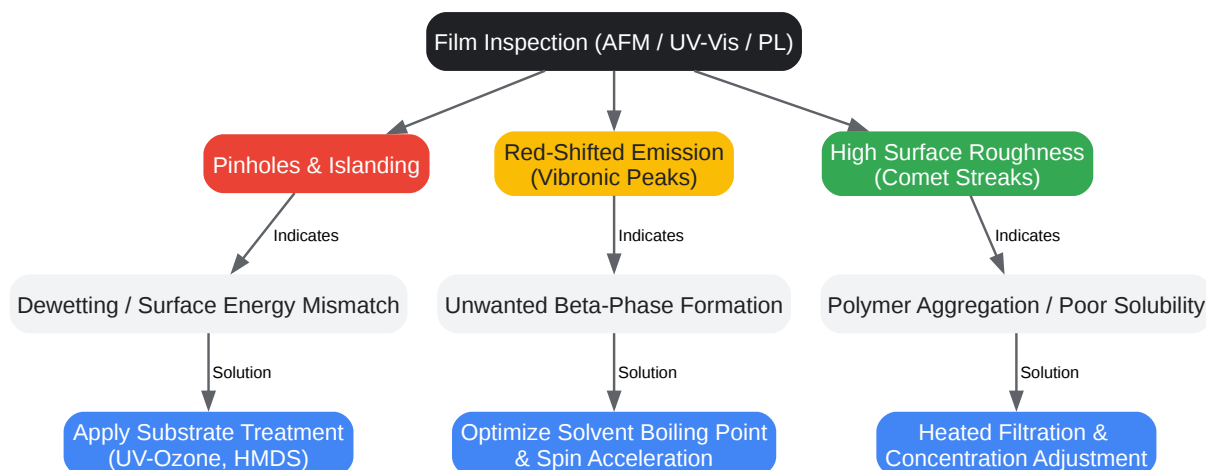 Film Inspection (AFM / UV-Vis / PL)
Pinholes & Islanding
Red-Shifted Emission
(Vibronic Peaks)
High Surface Roughness
(Comet Streaks)
Indicates
Indicates
Indicates
Dewetting / Surface Energy Mismatch
Unwanted Beta-Phase Formation
Polymer Aggregation / Poor Solubility
Solution
Solution
Solution
Apply Substrate Treatment
(UV-Ozone, HMDS)
Optimize Solvent Boiling Point
& Spin Acceleration
Heated Filtration &
Concentration Adjustment